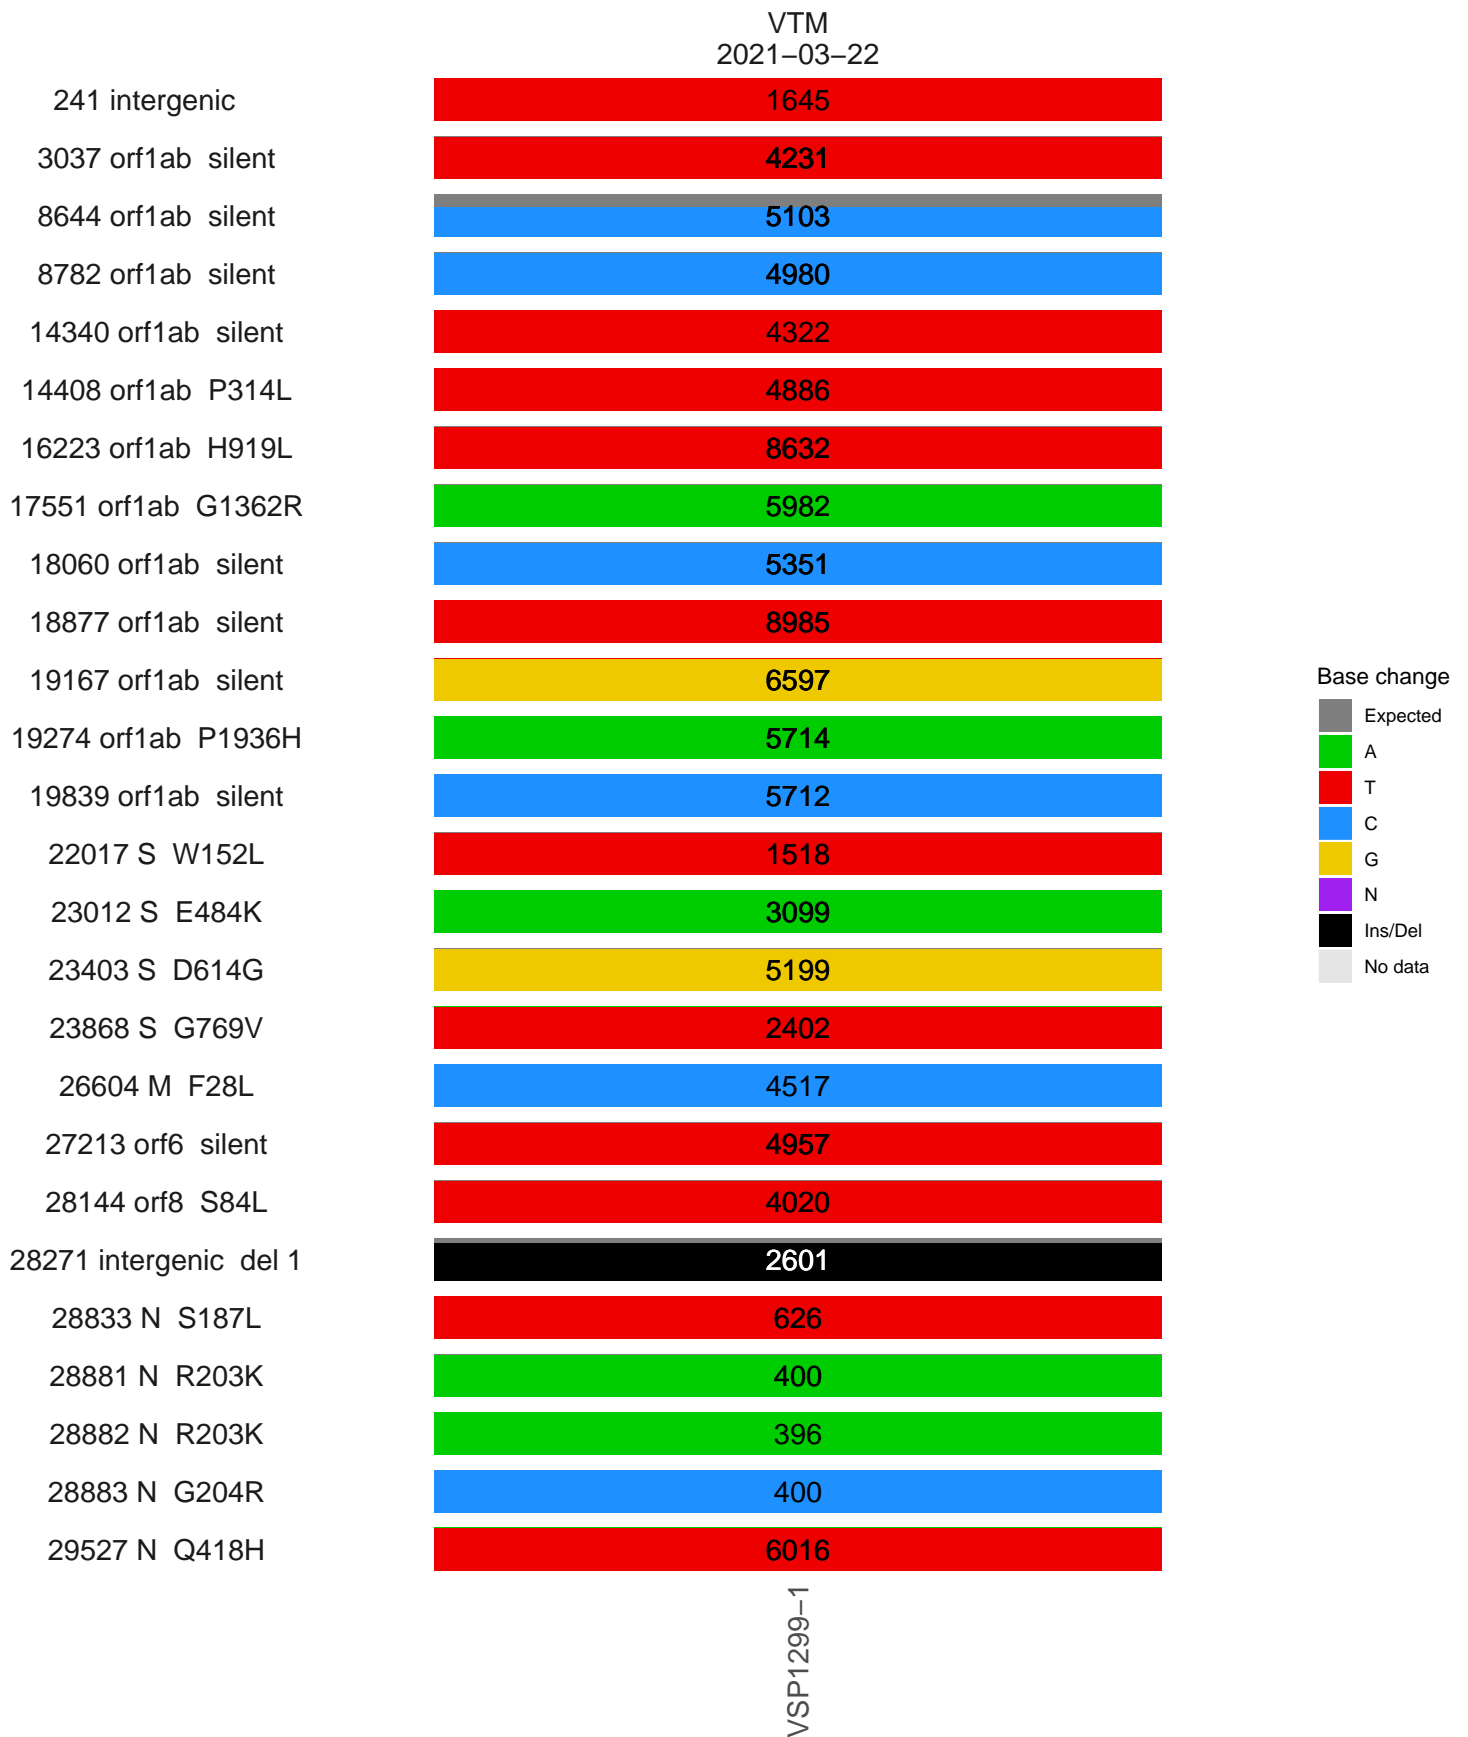 VTM
2021−03−22
241 intergenic 1645
3037 orf1ab silent 4231
8644 orf1ab silent 5103
8782 orf1ab silent 4980
14340 orf1ab silent 4322
14408 orf1ab P314L 4886
16223 orf1ab H919L 8632
17551 orf1ab G1362R 5982
18060 orf1ab silent 5351
18877 orf1ab silent 8985
19167 orf1ab silent 6597
19274 orf1ab P1936H 5714
19839 orf1ab silent 5712
22017 S W152L 1518
23012 S E484K 3099
23403 S D614G 5199
23868 S G769V 2402
26604 M F28L 4517
27213 orf6 silent 4957
28144 orf8 S84L 4020
28271 intergenic del 1 2601
28833 N S187L 626
28881 N R203K 400
28882 N R203K 396
28883 N G204R 400
29527 N Q418H 6016
VSP1299−1
Base change
Expected
A
T
C
G
N
Ins/Del
No data